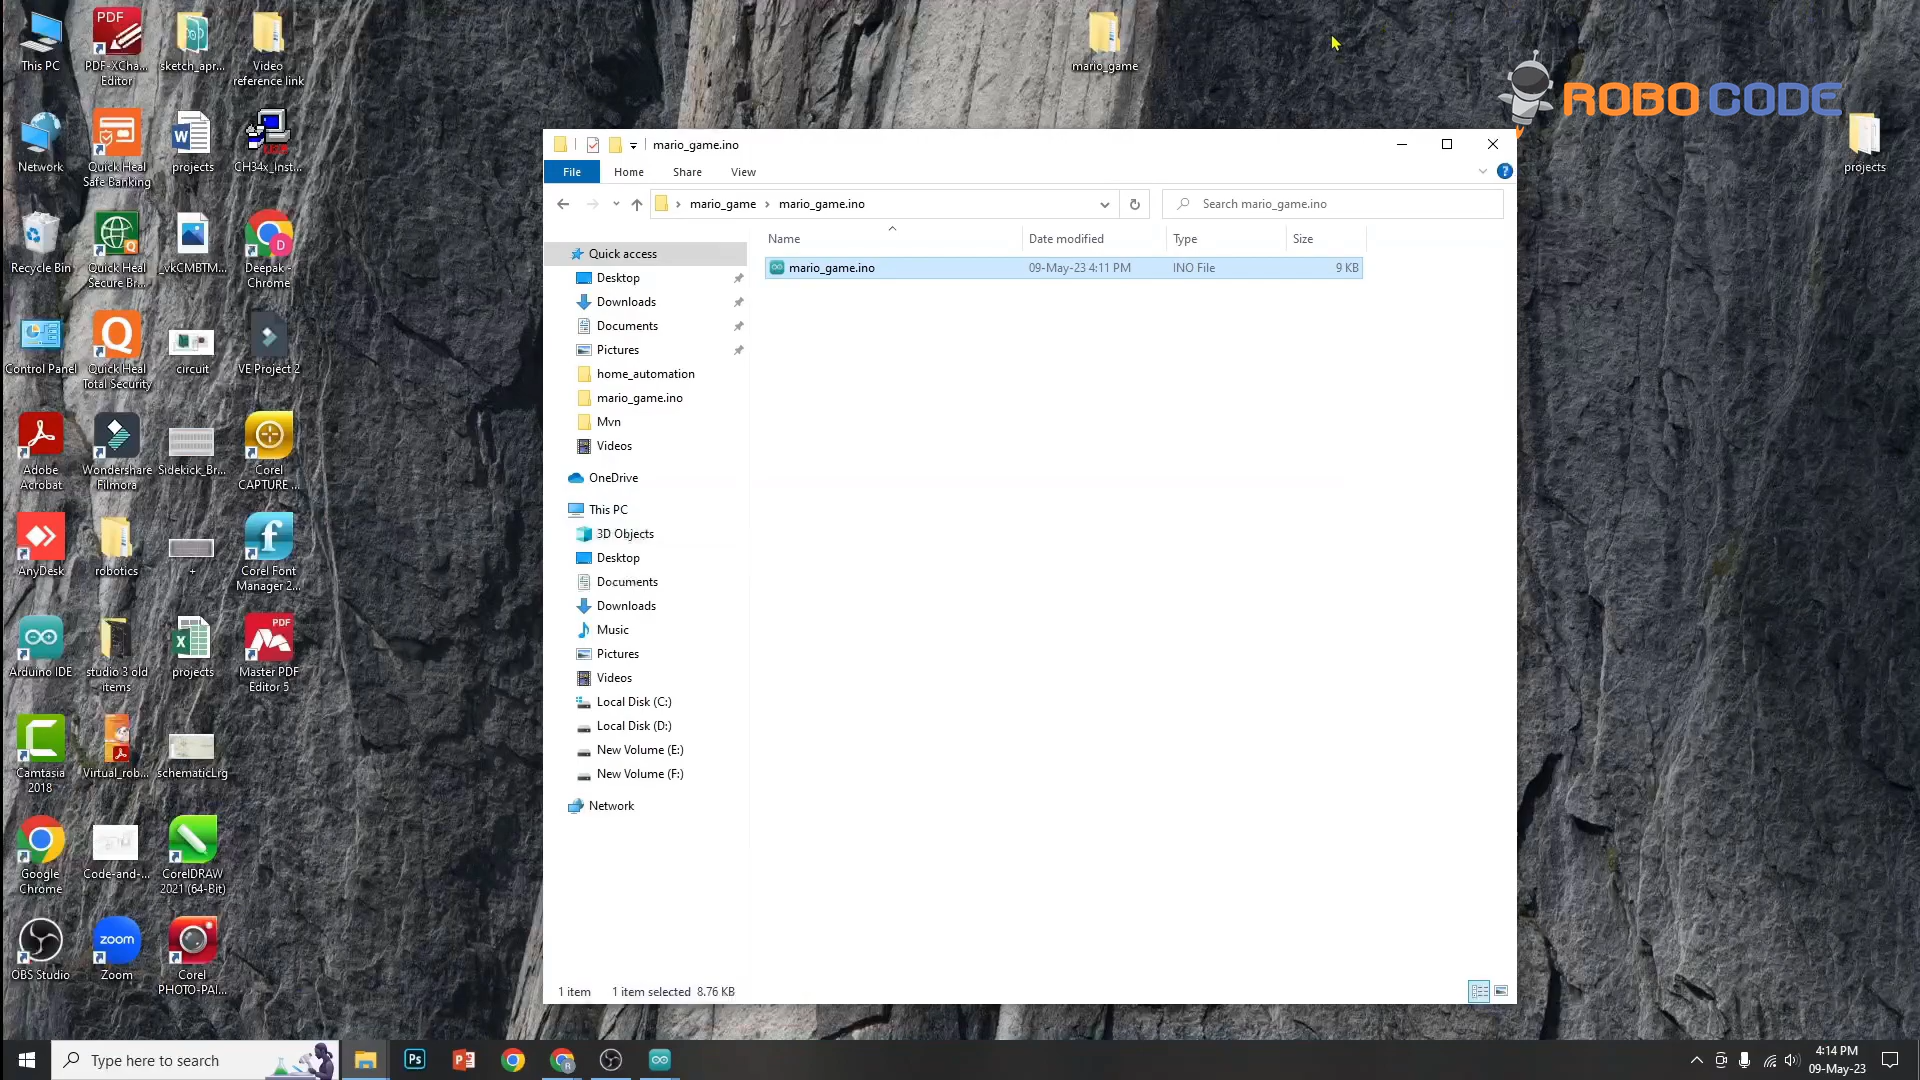 This PC
PDF
PDF-XCha...
Editor
sketch_apr...
Video
reference link
mario_game
ROBO CODE
Network
Quick Heal
Safe Banking
projects
CH34x_Inst...
projects
Recycle Bin
Quick Heal
Secure Br...
_vkCMBTM...
D
Deepak -
Chrome
Control Panel
Quick Heal
Total Security
circuit
VE Project 2
Adobe
Acrobat
Wondershare
Filmora
Sidekick_Br...
Corel
CAPTURE ...
AnyDesk
robotics
+
Corel Font
Manager 2...
Arduino IDE
studio 3 old
items
projects
PDF
Master PDF
Editor 5
Camtasia
2018
Virtual_rob...
schematicLrg
Google
Chrome
Code-and-...
CorelDRAW
2021 (64-Bit)
OBS Studio
zoom
Zoom
Corel
PHOTO-PAI...
mario_game.ino
File
Home
Share
View
mario_game > mario_game.ino
Search mario_game.ino
Name
Date modified
Type
Size
mario_game.ino
09-May-23 4:11 PM
INO File
9 KB
Quick access
Desktop
Downloads
Documents
Pictures
home_automation
mario_game.ino
Mvn
Videos
OneDrive
This PC
3D Objects
Desktop
Documents
Downloads
Music
Pictures
Videos
Local Disk (C:)
Local Disk (D:)
New Volume (E:)
New Volume (F:)
Network
1 item
1 item selected 8.76 KB
Type here to search
Ps
4:14 PM
09-May-23